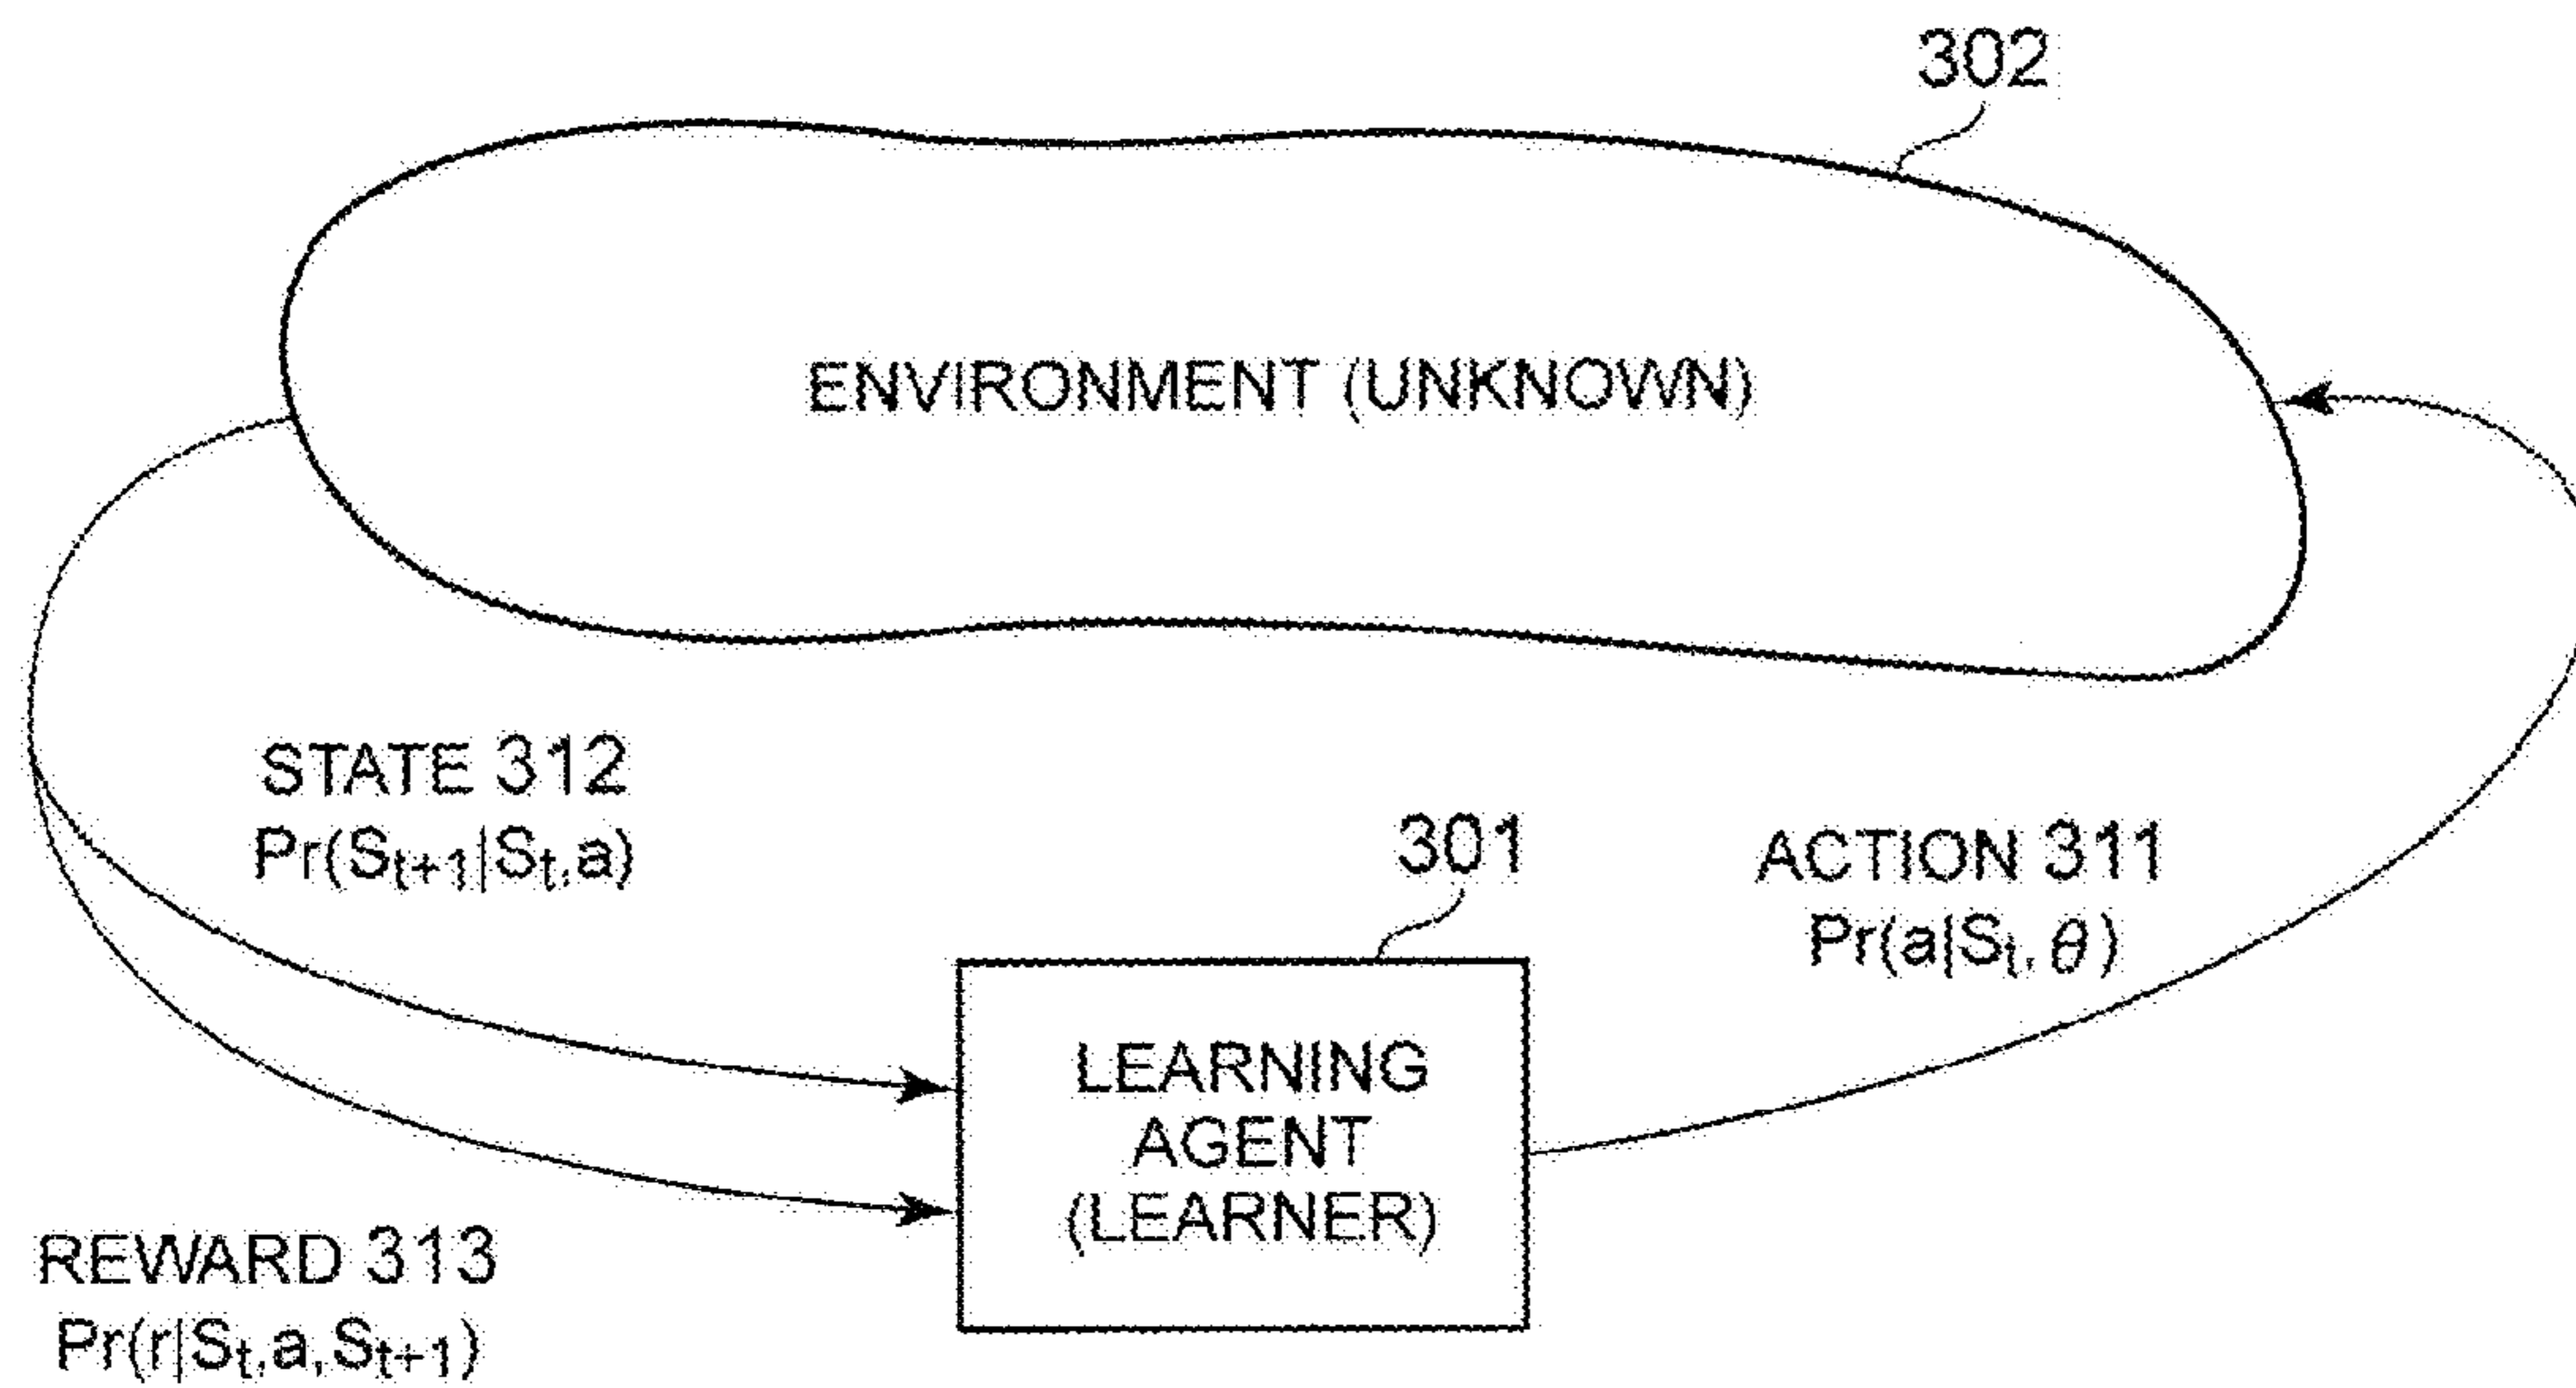 302
ENVIRONMENT (UNKNOWN)
STATE 312
Pr(St+1|St,a)
301
ACTION 311
Pr(a|St,θ)
LEARNING
AGENT
(LEARNER)
REWARD 313
Pr(r|St,a,St+1)